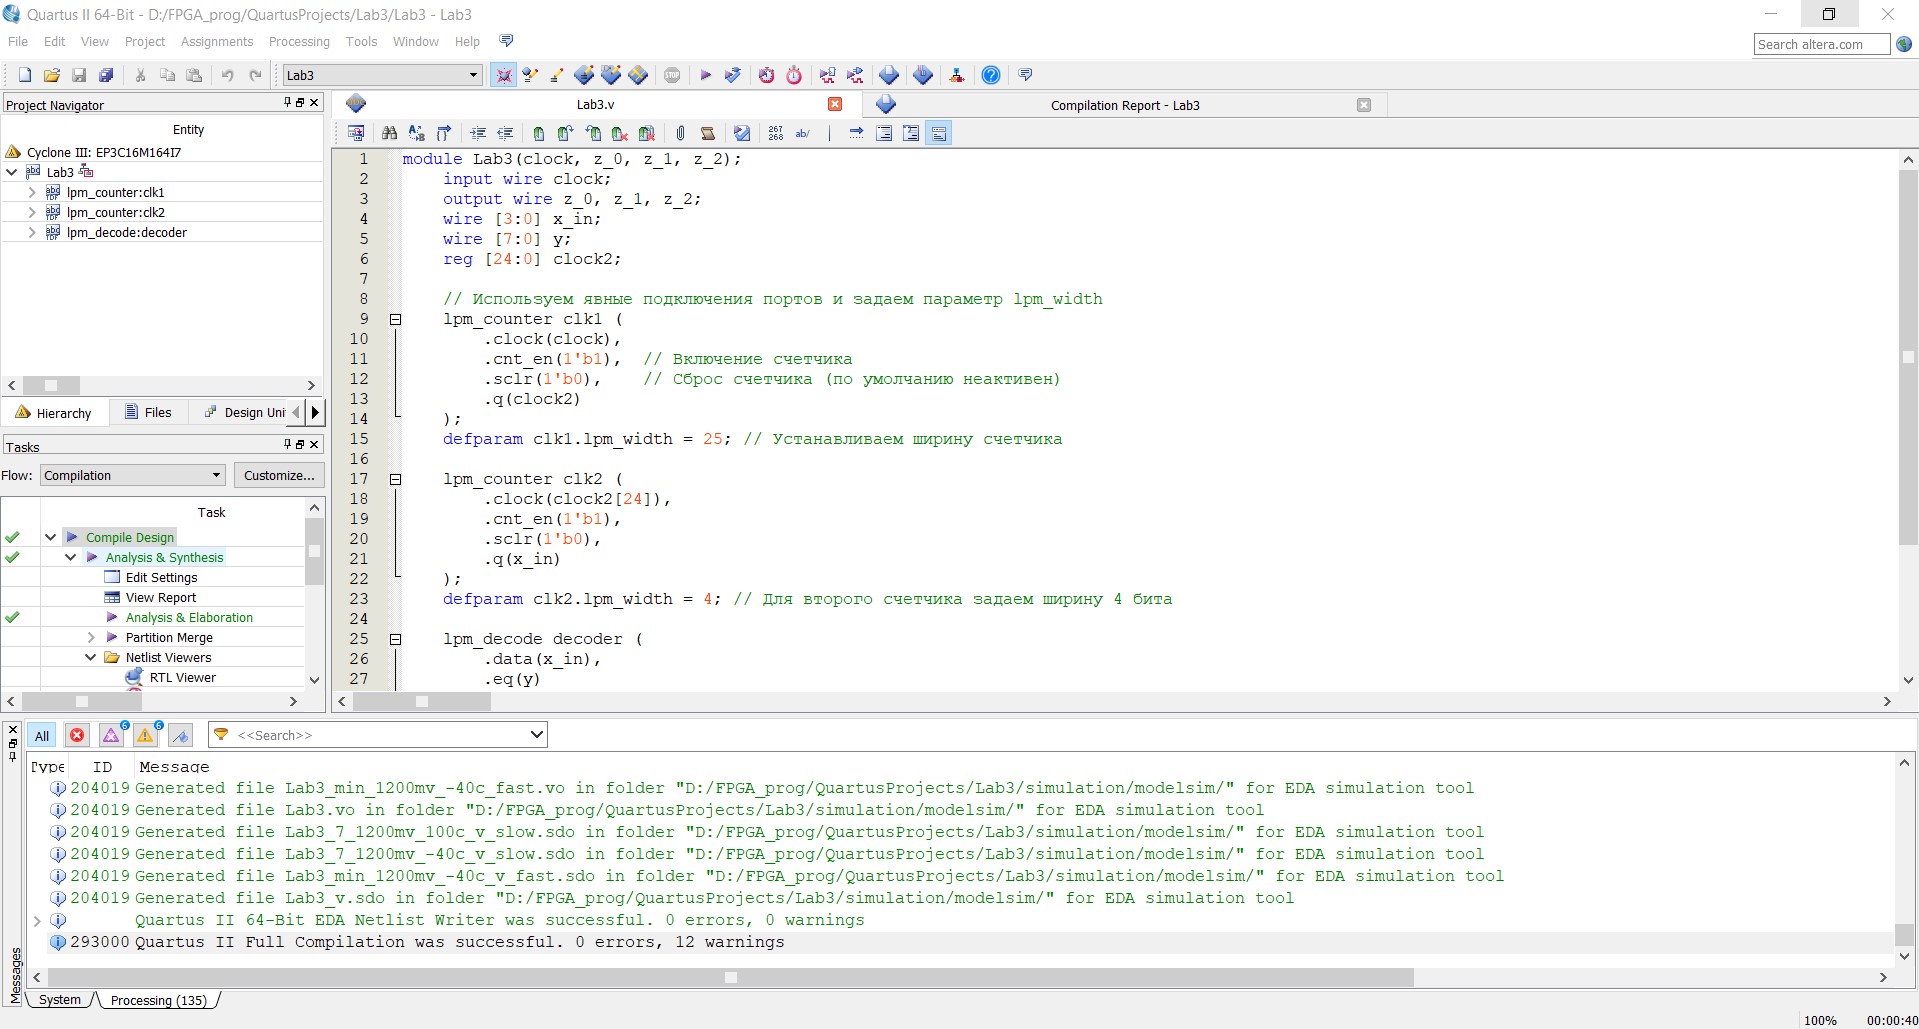 Quartus II 64-Bit - D:/FPGA_prog/QuartusProjects/Lab3/Lab3 - Lab3
File Edit View Project Assignments Processing Tools Window Help
Search altera.com
Lab3
Project Navigator
Entity
Cyclone III: EP3C16M164I7
Lab3
lpm_counter:clk1
lpm_counter:clk2
lpm_decode:decoder
Hierarchy Files Design Uni
Tasks
Flow: Compilation Customize...
Task
Compile Design
Analysis & Synthesis
Edit Settings
View Report
Analysis & Elaboration
Partition Merge
Netlist Viewers
RTL Viewer
Lab3.v
Compilation Report - Lab3
267
268
ab/
1 module Lab3(clock, z_0, z_1, z_2);
2 input wire clock;
3 output wire z_0, z_1, z_2;
4 wire [3:0] x_in;
5 wire [7:0] y;
6 reg [24:0] clock2;
7
8 // Используем явные подключения портов и задаем параметр lpm_width
9 lpm_counter clk1 (
10 .clock(clock),
11 .cnt_en(1'b1), // Включение счетчика
12 .sclr(1'b0), // Сброс счетчика (по умолчанию неактивен)
13 .q(clock2)
14 );
15 defparam clk1.lpm_width = 25; // Устанавливаем ширину счетчика
16
17 lpm_counter clk2 (
18 .clock(clock2[24]),
19 .cnt_en(1'b1),
20 .sclr(1'b0),
21 .q(x_in)
22 );
23 defparam clk2.lpm_width = 4; // Для второго счетчика задаем ширину 4 бита
24
25 lpm_decode decoder (
26 .data(x_in),
27 .eq(y)
All 6 6 <<Search>>
Type ID Message
204019 Generated file Lab3_min_1200mv_-40c_fast.vo in folder "D:/FPGA_prog/QuartusProjects/Lab3/simulation/modelsim/" for EDA simulation tool
204019 Generated file Lab3.vo in folder "D:/FPGA_prog/QuartusProjects/Lab3/simulation/modelsim/" for EDA simulation tool
204019 Generated file Lab3_7_1200mv_100c_v_slow.sdo in folder "D:/FPGA_prog/QuartusProjects/Lab3/simulation/modelsim/" for EDA simulation tool
204019 Generated file Lab3_7_1200mv_-40c_v_slow.sdo in folder "D:/FPGA_prog/QuartusProjects/Lab3/simulation/modelsim/" for EDA simulation tool
204019 Generated file Lab3_min_1200mv_-40c_v_fast.sdo in folder "D:/FPGA_prog/QuartusProjects/Lab3/simulation/modelsim/" for EDA simulation tool
204019 Generated file Lab3_v.sdo in folder "D:/FPGA_prog/QuartusProjects/Lab3/simulation/modelsim/" for EDA simulation tool
Quartus II 64-Bit EDA Netlist Writer was successful. 0 errors, 0 warnings
293000 Quartus II Full Compilation was successful. 0 errors, 12 warnings
Messages
System Processing (135)
100% 00:00:40